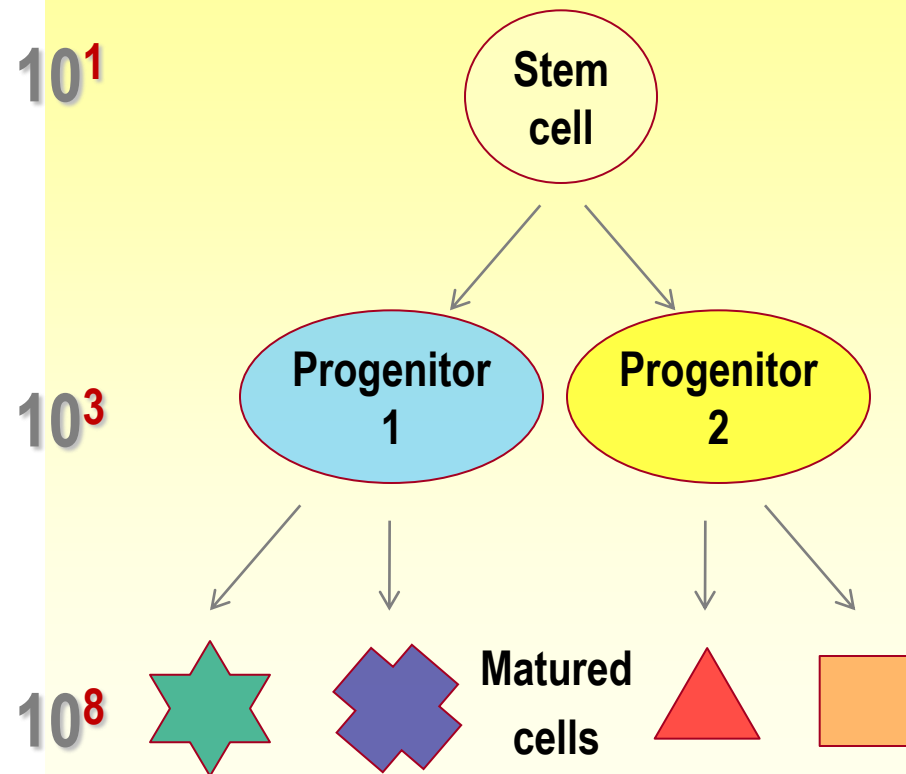 10¹
Stem
cell
10³
Progenitor
1
Progenitor
2
10⁸
Matured
cells